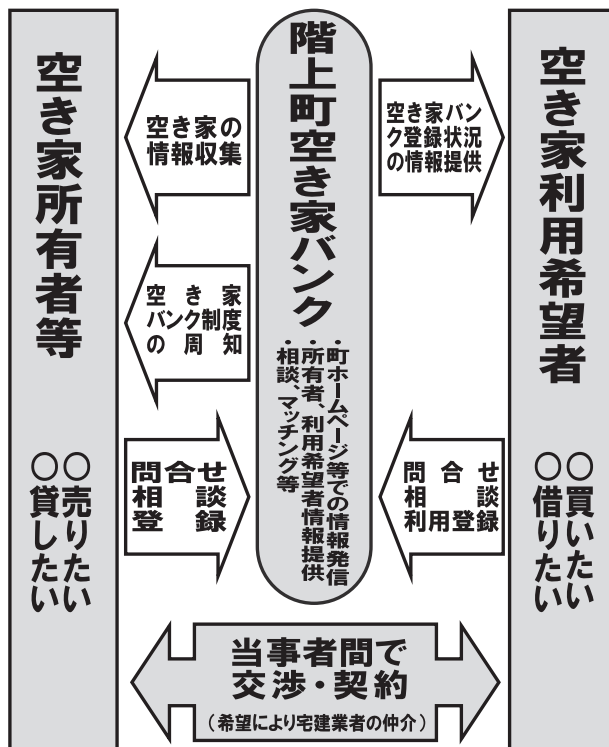 空き家所有者等
○売りたい
○貸したい
空き家の
情報収集
空き家
バンク制度
の周知
問合せ
相談
登録
階上町空き家バンク
・町ホームページ等での情報発信
・所有者、利用希望者情報提供
・相談、マッチング等
空き家バン
ク登録状況
の情報提供
問合せ
相談
利用登録
空き家利用希望者
○買いたい
○借りたい
当事者間で
交渉・契約
（希望により宅建業者の仲介）